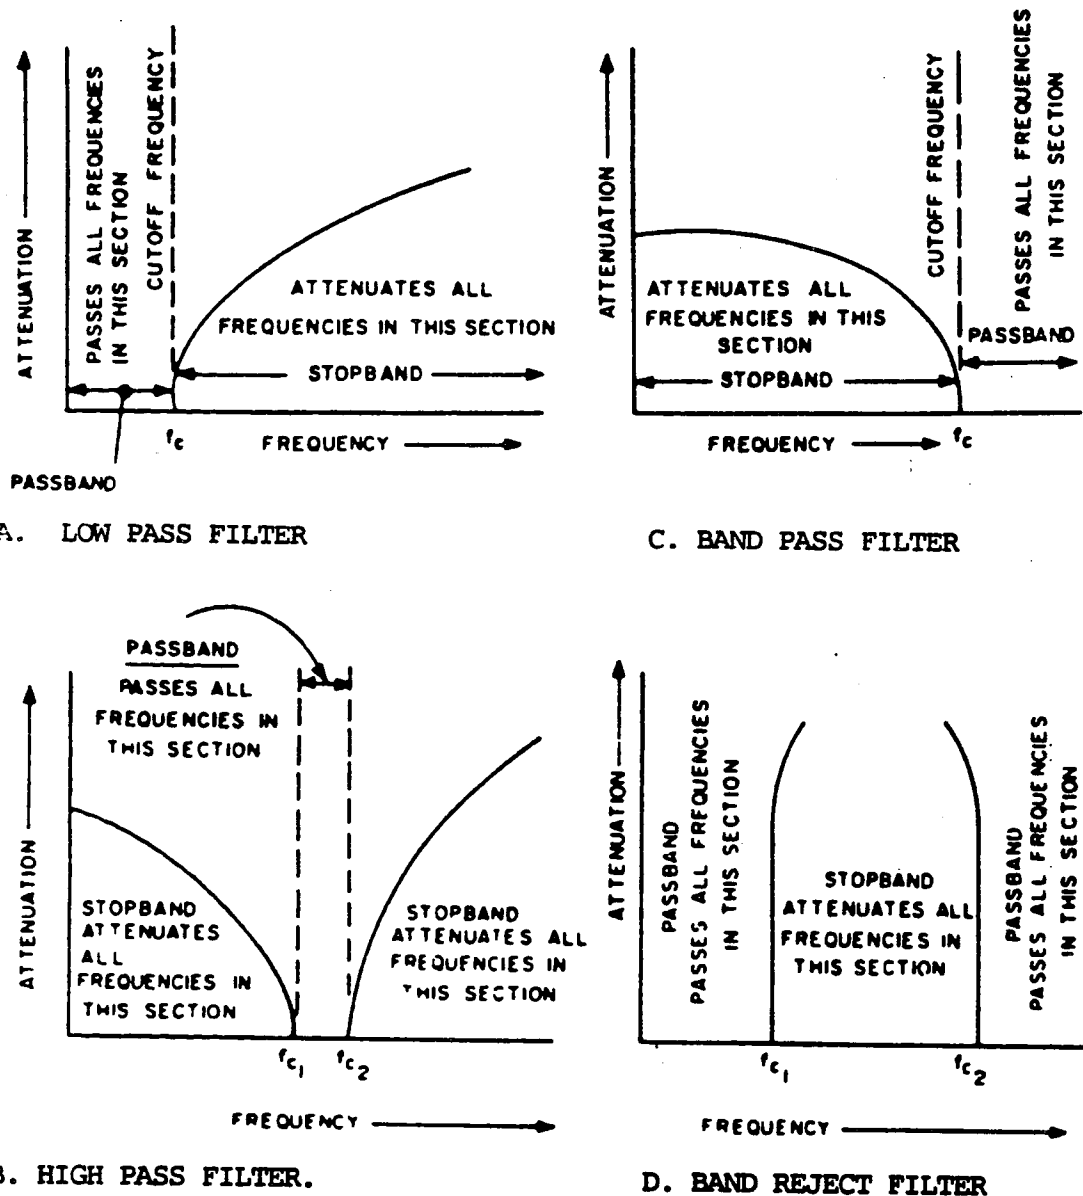 ATTENUATION
PASSES ALL FREQUENCIES
IN THIS SECTION
CUTOFF FREQUENCY
ATTENUATES ALL
FREQUENCIES IN THIS SECTION
STOPBAND
fc
FREQUENCY
PASSBAND
A. LOW PASS FILTER
ATTENUATION
ATTENUATES ALL
FREQUENCIES IN THIS
SECTION
STOPBAND
CUTOFF FREQUENCY
PASSES ALL FREQUENCIES
IN THIS SECTION
PASSBAND
FREQUENCY
fc
C. BAND PASS FILTER
PASSBAND
PASSES ALL
FREQUENCIES IN
THIS SECTION
ATTENUATION
STOPBAND
ATTENUATES
ALL
FREQUENCIES IN
THIS SECTION
STOPBAND
ATTENUATES ALL
FREQUENCIES IN
THIS SECTION
fc1
fc2
FREQUENCY
B. HIGH PASS FILTER.
ATTENUATION
PASSBAND
PASSES ALL FREQUENCIES
IN THIS SECTION
STOPBAND
ATTENUATES ALL
FREQUENCIES IN
THIS SECTION
PASSBAND
PASSES ALL FREQUENCIES
IN THIS SECTION
fc1
fc2
FREQUENCY
D. BAND REJECT FILTER